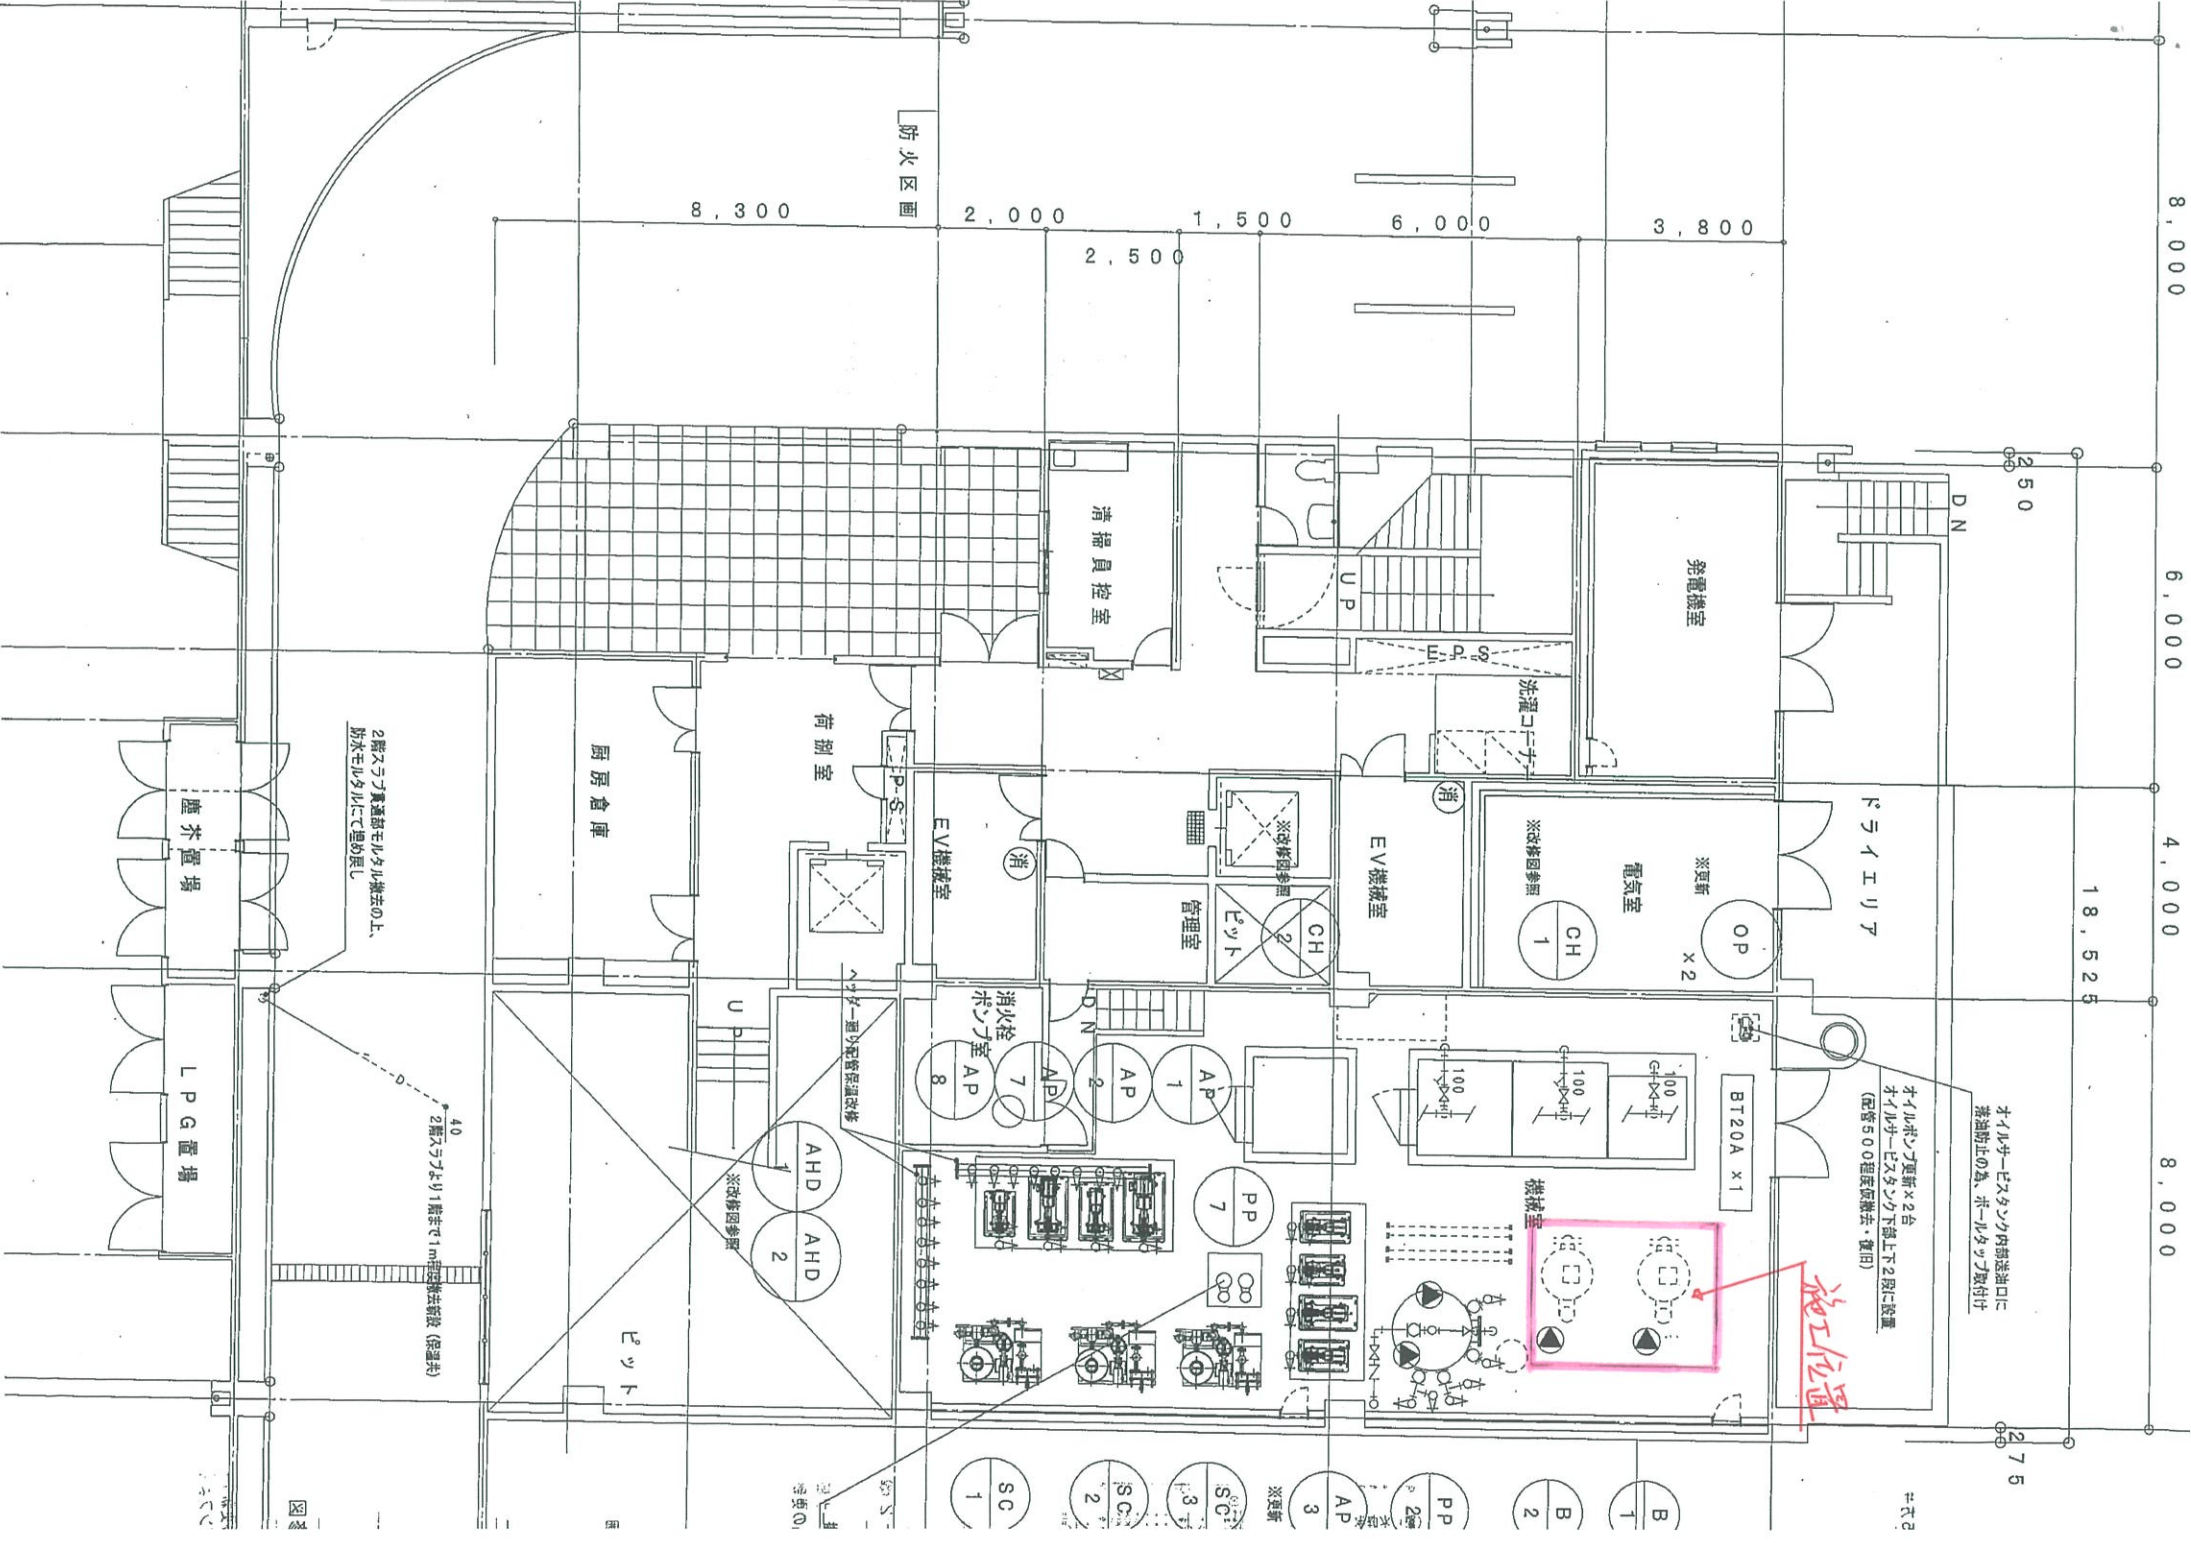 8,000
防火区画
8,300
2,000
2,500
1,500
6,000
3,800
250
DN
6,000
清掃員控室
UP
発電機室
EPS
洗濯コーナー
荷捌室
厨房倉庫
PS
EV機械室
消
消
※改修図参照
EV機械室
※改修図参照
※更新
電気室
ドライエリア
4,000
18,525
塵芥置場
2階スラブ貫通部モルタル撤去の上、
防水モルタルにて埋め戻し
管理室
ピット
CH
2
CH
1
OP
×2
UP
ヘッダー廻り配管保温改修
消火栓
ポンプ室
DN
AP
8
AP
7
AP
2
AP
1
100
100
100
BT20A ×1
オイルポンプ更新×2台
オイルサービスタンク下部上下2段に設置
(配管500程度仮撤去・復旧)
オイルサービスタンク内部送油口に
落油防止の為、ボールタップ取付け
LPG置場
40
2階スラブより1階まで1m程度撤去新設(保温共)
AHD
1
AHD
2
※改修図参照
PP
7
機械室
8,000
施工位置
ピット
275
SC
1
SC
2
SC
3
※更新
AP
3
PP
2
B
2
B
1